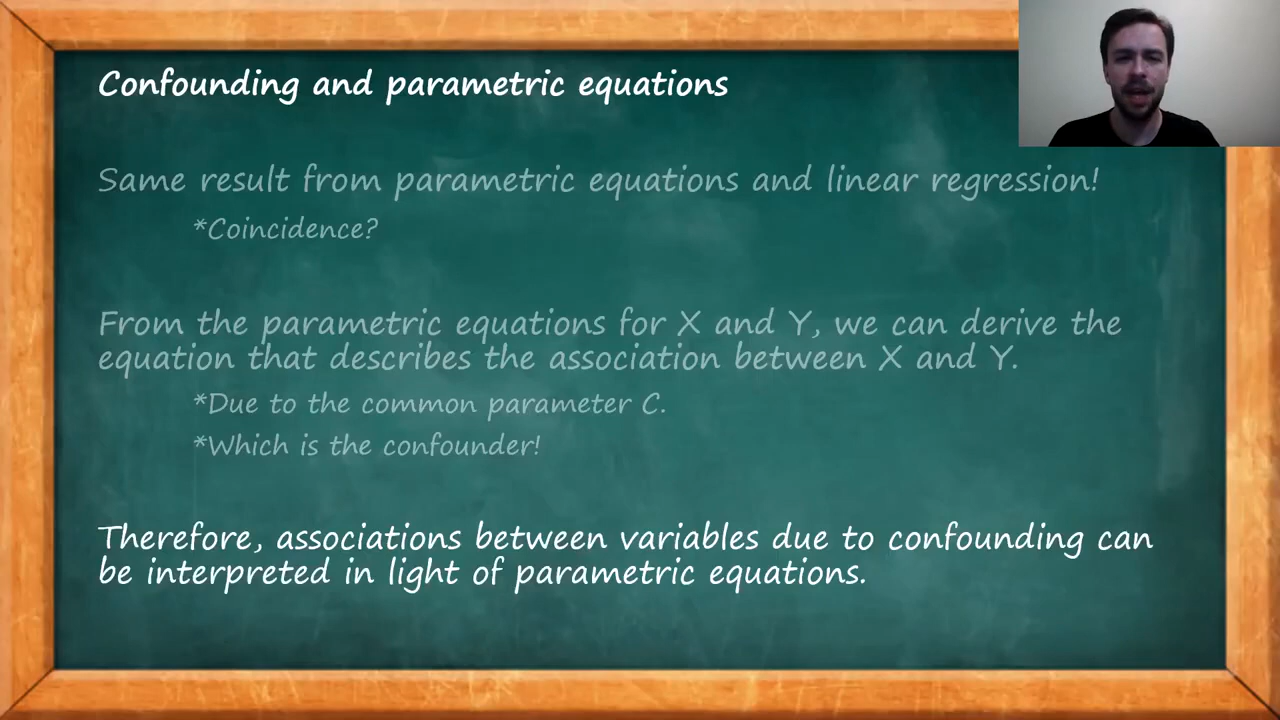 Confounding and parametric equations
Same result from parametric equations and linear regression!
*Coincidence?
From the parametric equations for X and Y, we can derive the
equation that describes the association between X and Y.
*Due to the common parameter C.
*Which is the confounder!
Therefore, associations between variables due to confounding can
be interpreted in light of parametric equations.